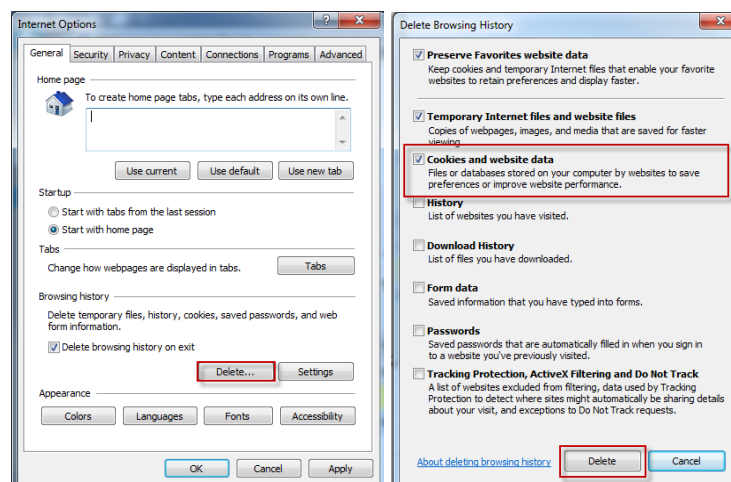 Internet Options
General Security Privacy Content Connections Programs Advanced
Home page
To create home page tabs, type each address on its own line.
Use current Use default Use new tab
Startup
Start with tabs from the last session
Start with home page
Tabs
Change how webpages are displayed in tabs. Tabs
Browsing history
Delete temporary files, history, cookies, saved passwords, and web
form information.
Delete browsing history on exit
Delete... Settings
Appearance
Colors Languages Fonts Accessibility
OK Cancel Apply
Delete Browsing History
Preserve Favorites website data
Keep cookies and temporary Internet files that enable your favorite
websites to retain preferences and display faster.
Temporary Internet files and website files
Copies of webpages, images, and media that are saved for faster
viewing
Cookies and website data
Files or databases stored on your computer by websites to save
preferences or improve website performance.
History
List of websites you have visited.
Download History
List of files you have downloaded.
Form data
Saved information that you have typed into forms.
Passwords
Saved passwords that are automatically filled in when you sign in
to a website you've previously visited.
Tracking Protection, ActiveX Filtering and Do Not Track
A list of websites excluded from filtering, data used by Tracking
Protection to detect where sites might automatically be sharing details
about your visit, and exceptions to Do Not Track requests.
About deleting browsing history Delete Cancel